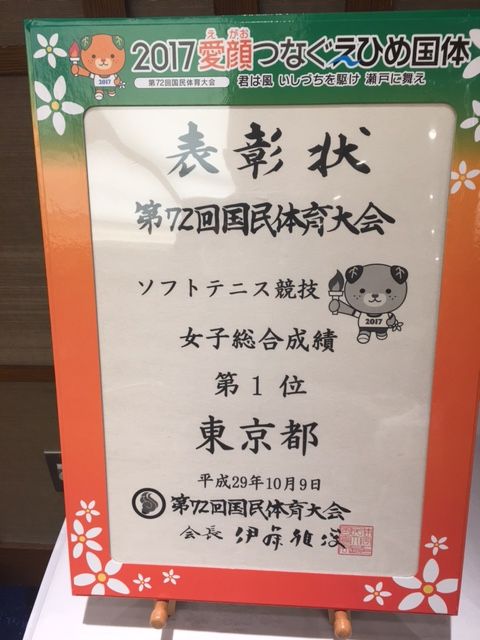 えがお
2017愛顔つなぐえひめ国体
第72回国民体育大会
君は風 いしづちを駆け 瀬戸に舞え
2017
表彰状
第72回国民体育大会
ソフトテニス競技
2017
女子総合成績
第1位
東京都
平成29年10月9日
第72回国民体育大会
会長 伊藤雅俊